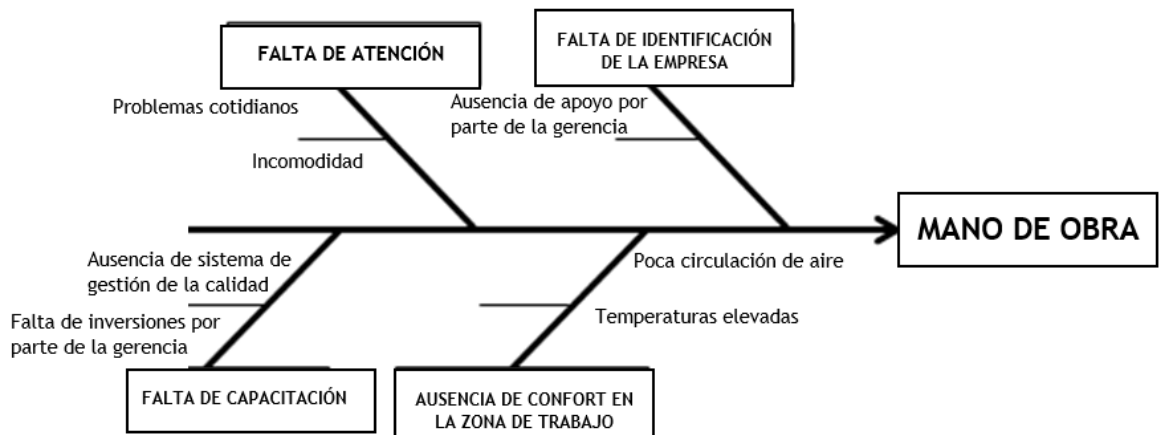 FALTA DE ATENCIÓN
FALTA DE IDENTIFICACIÓN
DE LA EMPRESA
Problemas cotidianos
Incomodidad
Ausencia de apoyo por
parte de la gerencia
MANO DE OBRA
Ausencia de sistema de
gestión de la calidad
Falta de inversiones por
parte de la gerencia
Poca circulación de aire
Temperaturas elevadas
FALTA DE CAPACITACIÓN
AUSENCIA DE CONFORT EN
LA ZONA DE TRABAJO